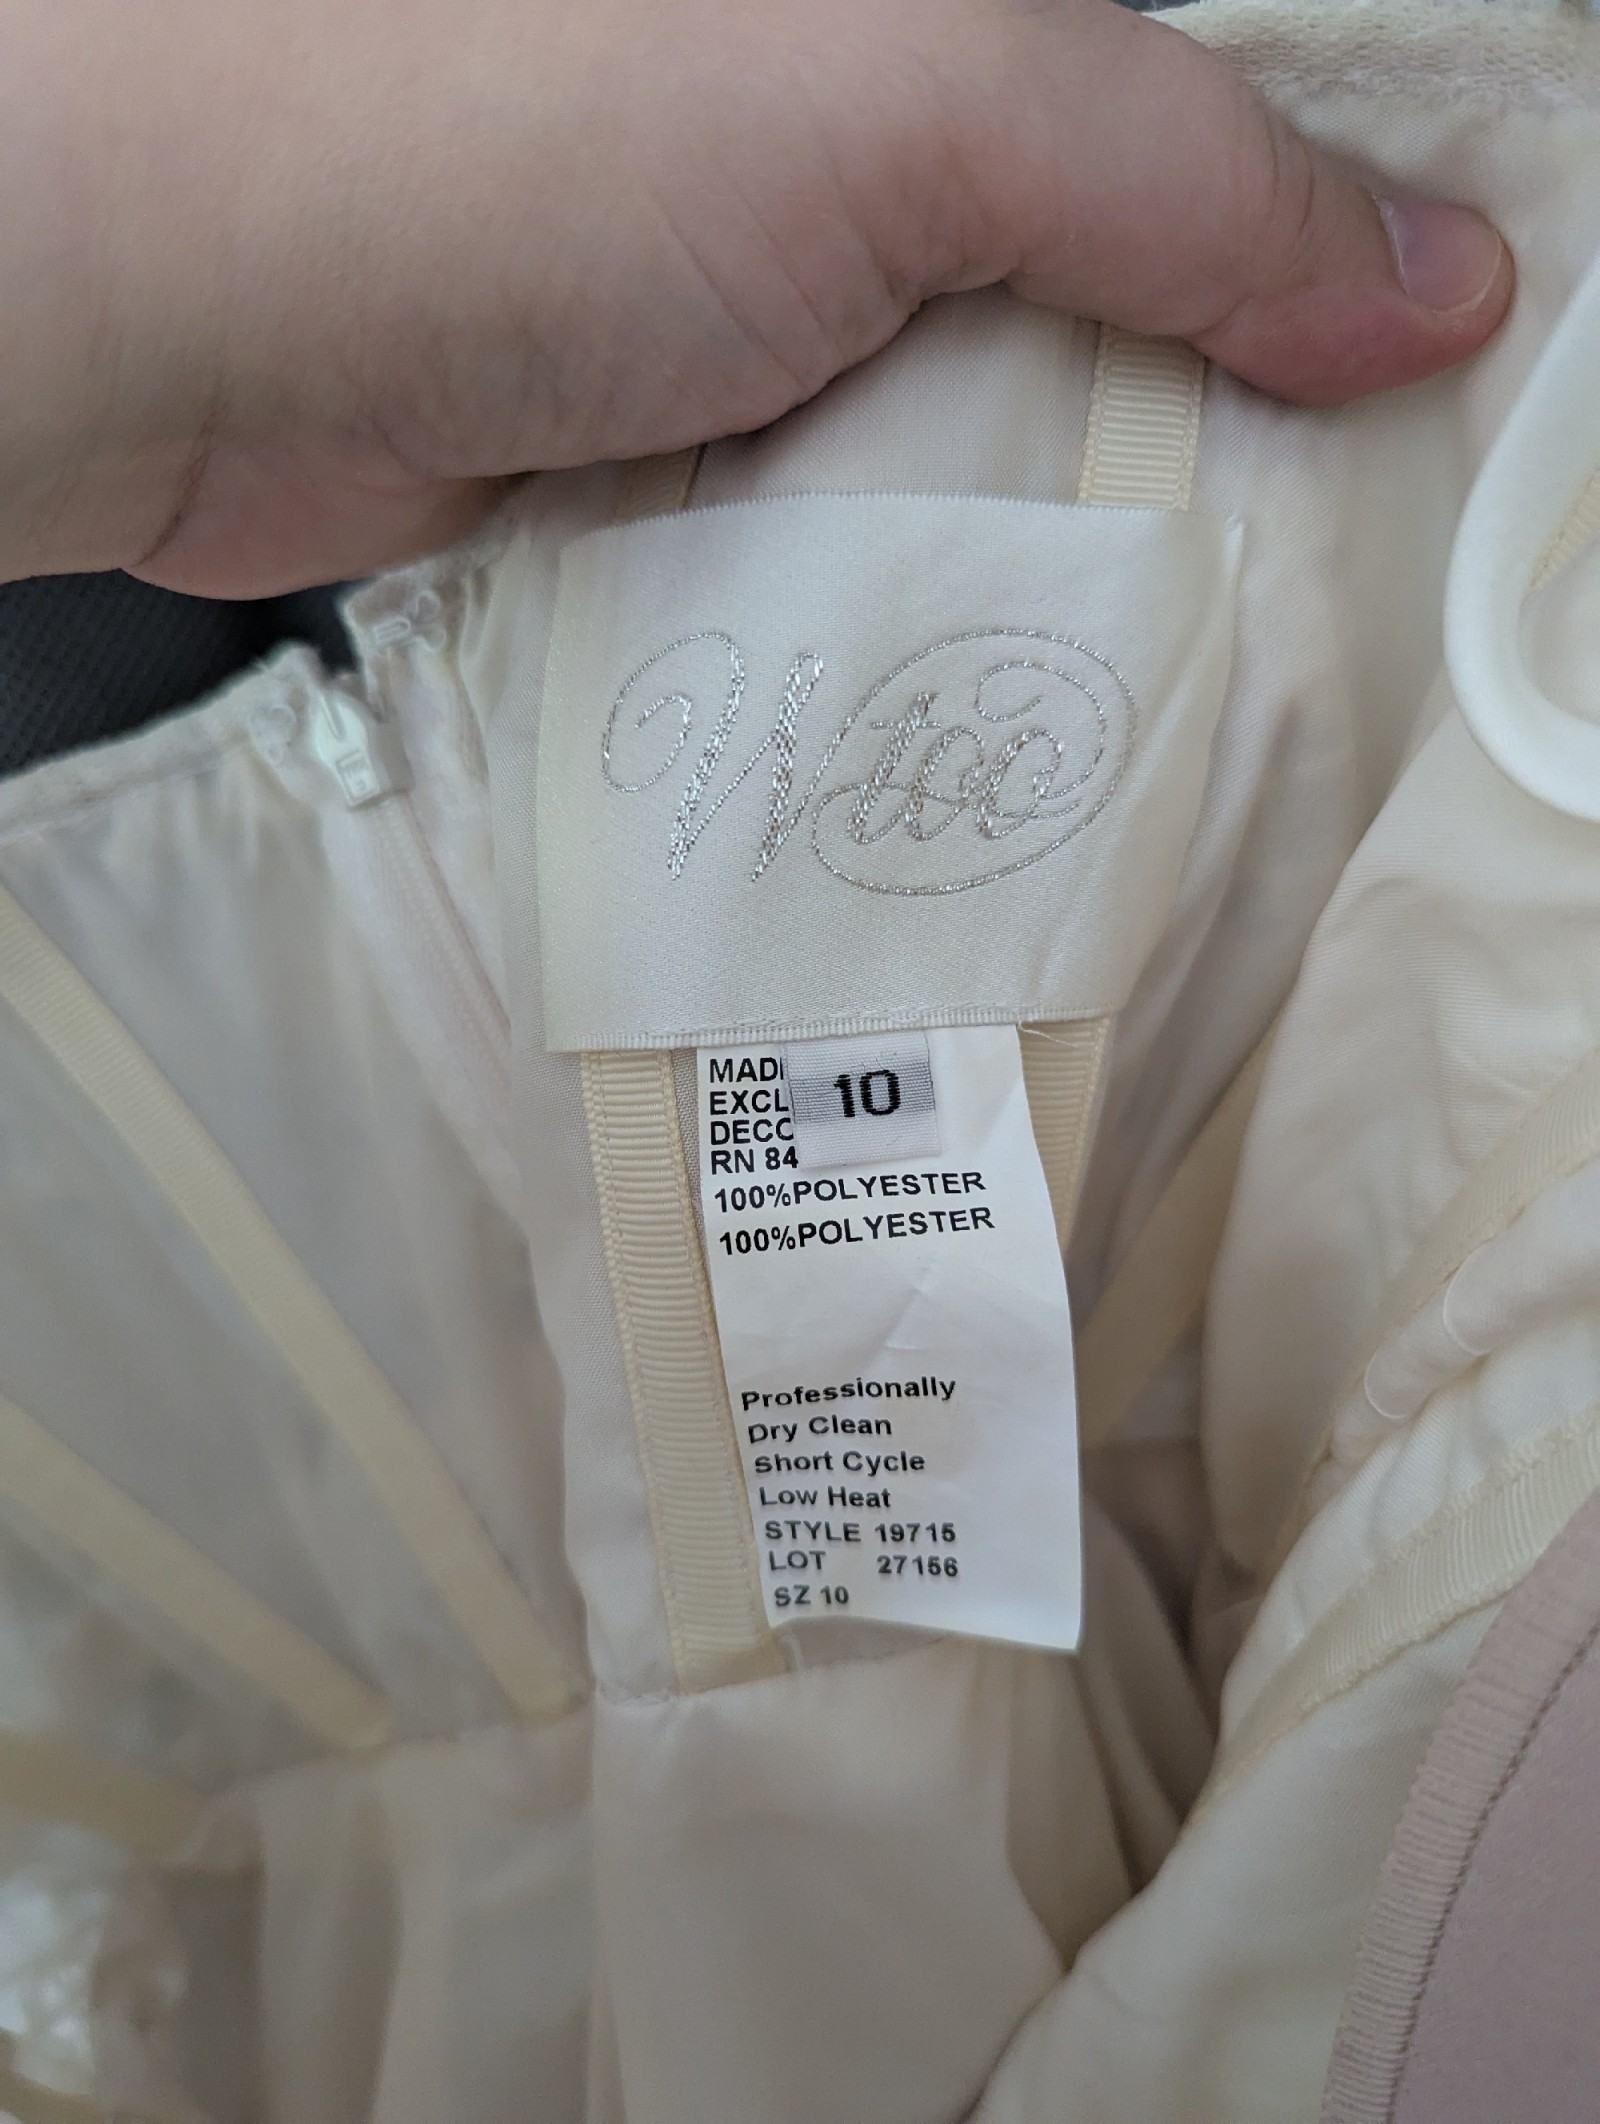 Wtoo
10
MAD
EXCL
DECO
RN 84
100%POLYESTER
100%POLYESTER
Professionally
Dry Clean
Short Cycle
Low Heat
STYLE 19715
LOT 27156
SZ 10